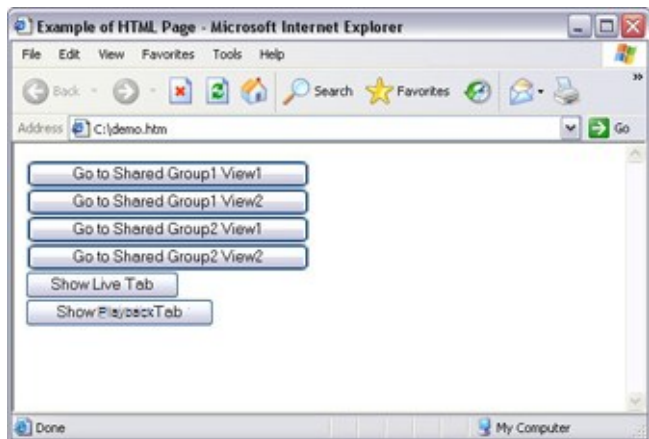 Example of HTML Page - Microsoft Internet Explorer
File Edit View Favorites Tools Help
Back Search Favorites »
Address C:\demo.htm Go
Go to Shared Group1 View1
Go to Shared Group1 View2
Go to Shared Group2 View1
Go to Shared Group2 View2
Show Live Tab
Show Playback Tab
Done My Computer